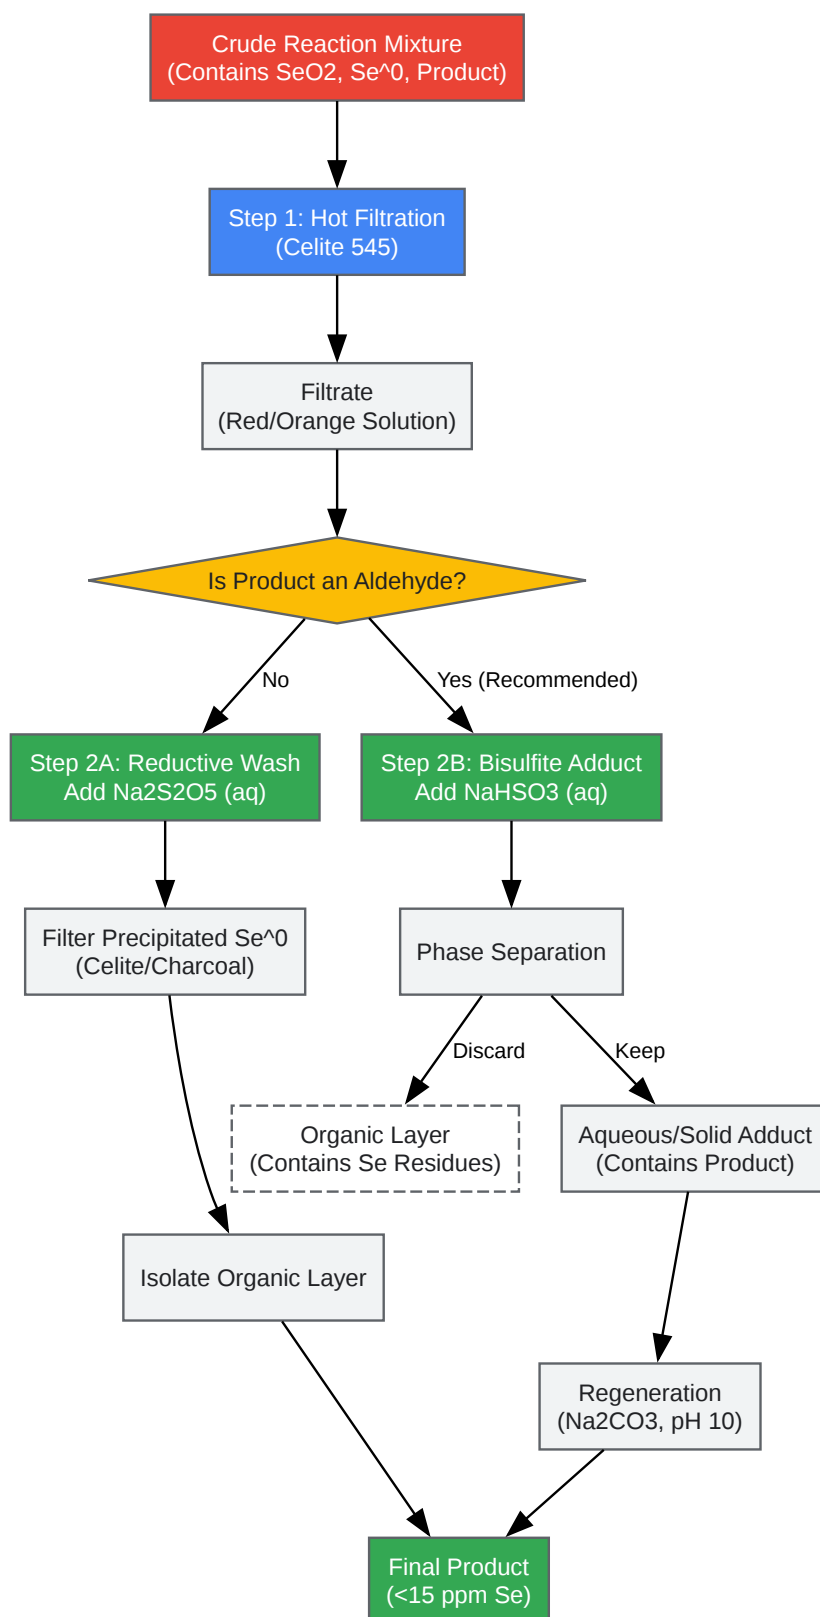 Crude Reaction Mixture
(Contains SeO2, Se^0, Product)
Step 1: Hot Filtration
(Celite 545)
Filtrate
(Red/Orange Solution)
Is Product an Aldehyde?
No
Yes (Recommended)
Step 2A: Reductive Wash
Add Na2S2O5 (aq)
Step 2B: Bisulfite Adduct
Add NaHSO3 (aq)
Filter Precipitated Se^0
(Celite/Charcoal)
Phase Separation
Discard
Keep
Organic Layer
(Contains Se Residues)
Aqueous/Solid Adduct
(Contains Product)
Isolate Organic Layer
Regeneration
(Na2CO3, pH 10)
Final Product
(<15 ppm Se)